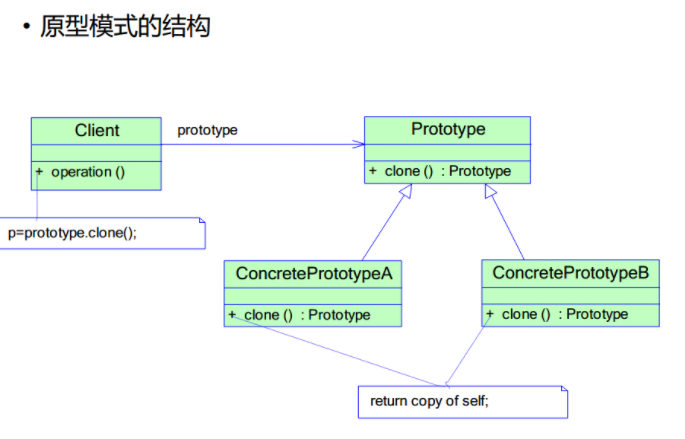 • 原型模式的结构
Client
prototype
Prototype
+ operation ()
+ clone () : Prototype
p=prototype.clone();
ConcretePrototypeA
ConcretePrototypeB
+ clone () : Prototype
+ clone () : Prototype
return copy of self;